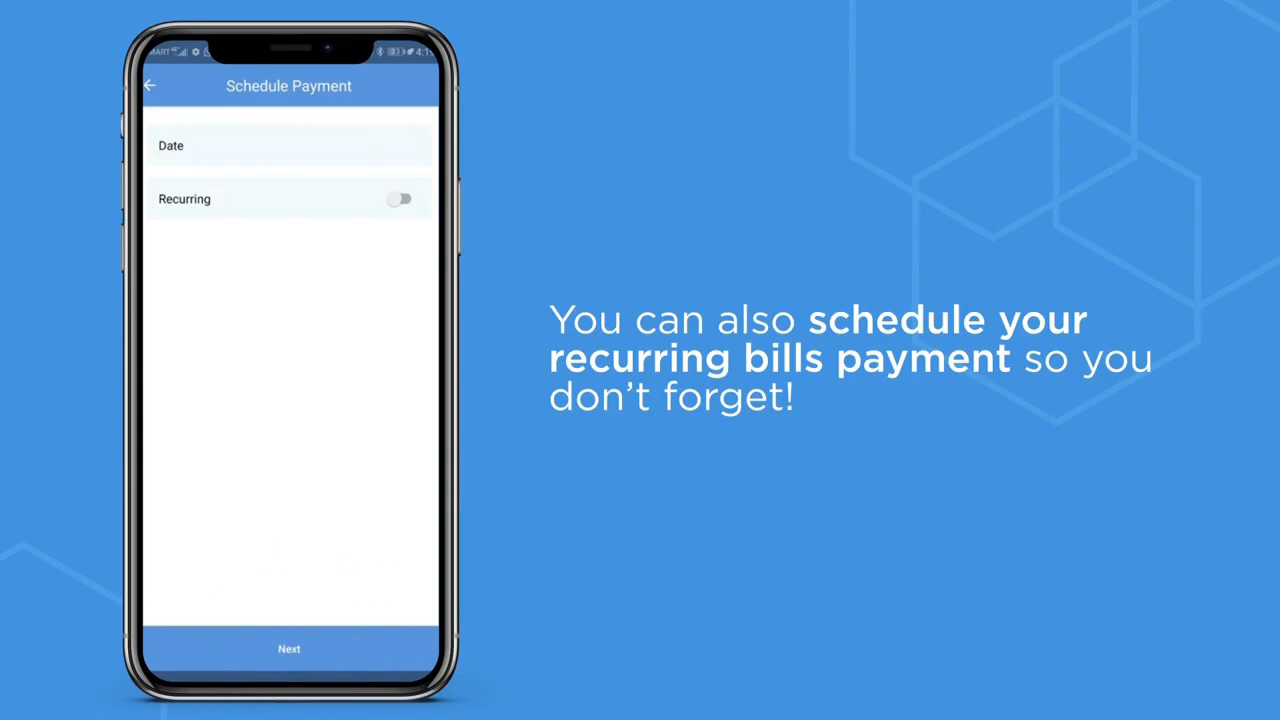 Schedule Payment
Date
Recurring
Next
You can also schedule your
recurring bills payment so you
don't forget!